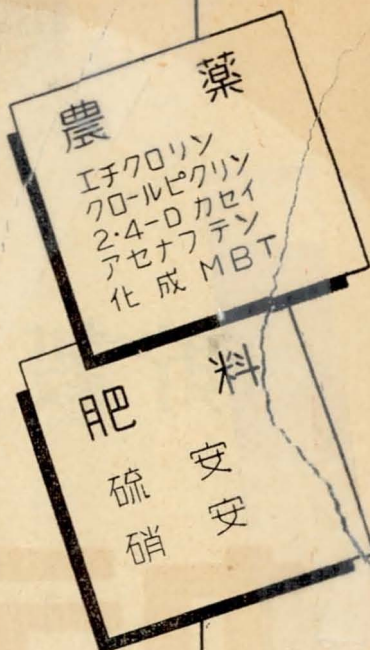 農薬
エチクロリン
クロールピクリン
2・4-D カセイ
アセナフテン
化成 MBT
肥料
硫安
硝安